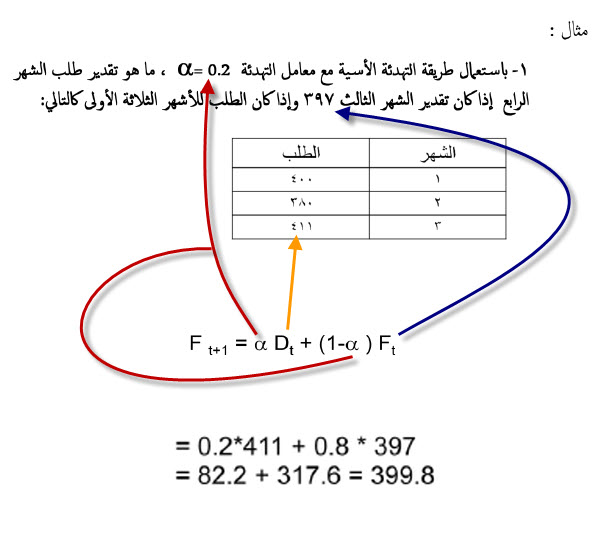 مثال :
١- باستعمال طريقة التهدئة الأسية مع معامل التهدئة α= 0.2 ، ما هو تقدير طلب الشهر
الرابع إذا كان تقدير الشهر الثالث ٣٩٧ وإذا كان الطلب للأشهر الثلاثة الأولى كالتالي:
الشهر الطلب
١ ٤٠٠
٢ ٣٨٠
٣ ٤١١
F t+1 = α Dt + (1-α ) Ft
= 0.2*411 + 0.8 * 397
= 82.2 + 317.6 = 399.8